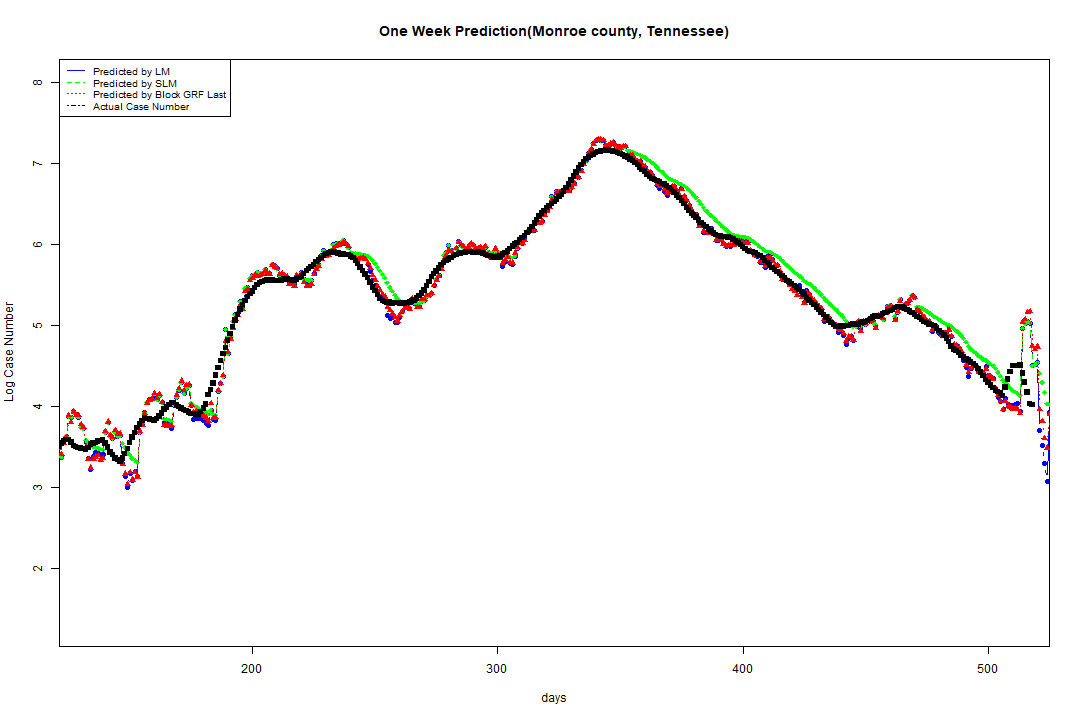 One Week Prediction(Monroe county, Tennessee)
Predicted by LM
Predicted by SLM
Predicted by Block GRF Last
Actual Case Number
8
7
6
5
4
3
2
Log Case Number
200 300 400 500
days